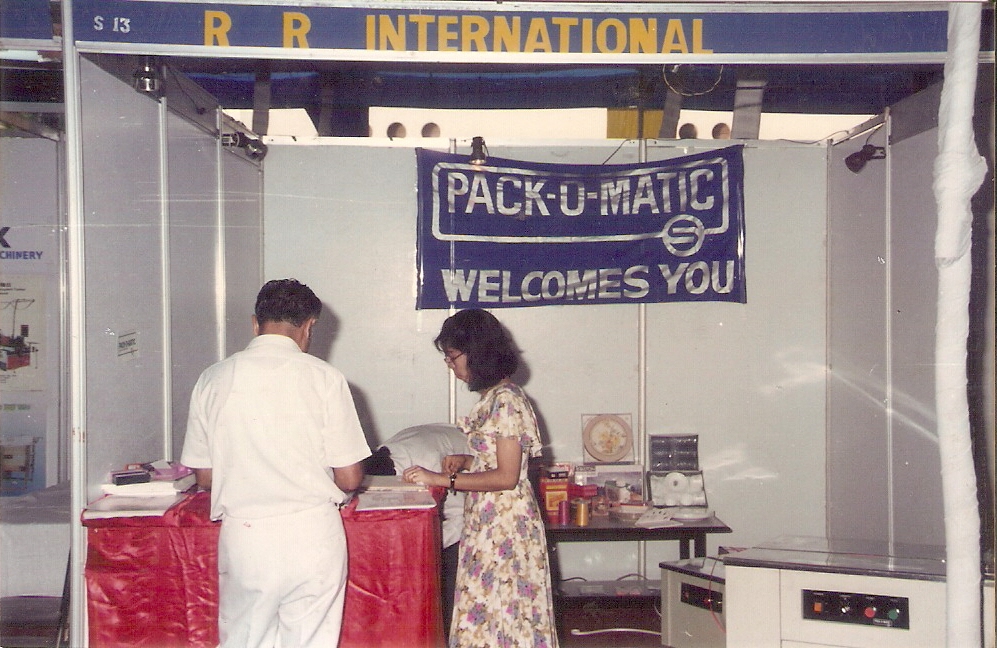 S 13
R R INTERNATIONAL
PACK-O-MATIC
S
WELCOMES YOU
K
CHINERY